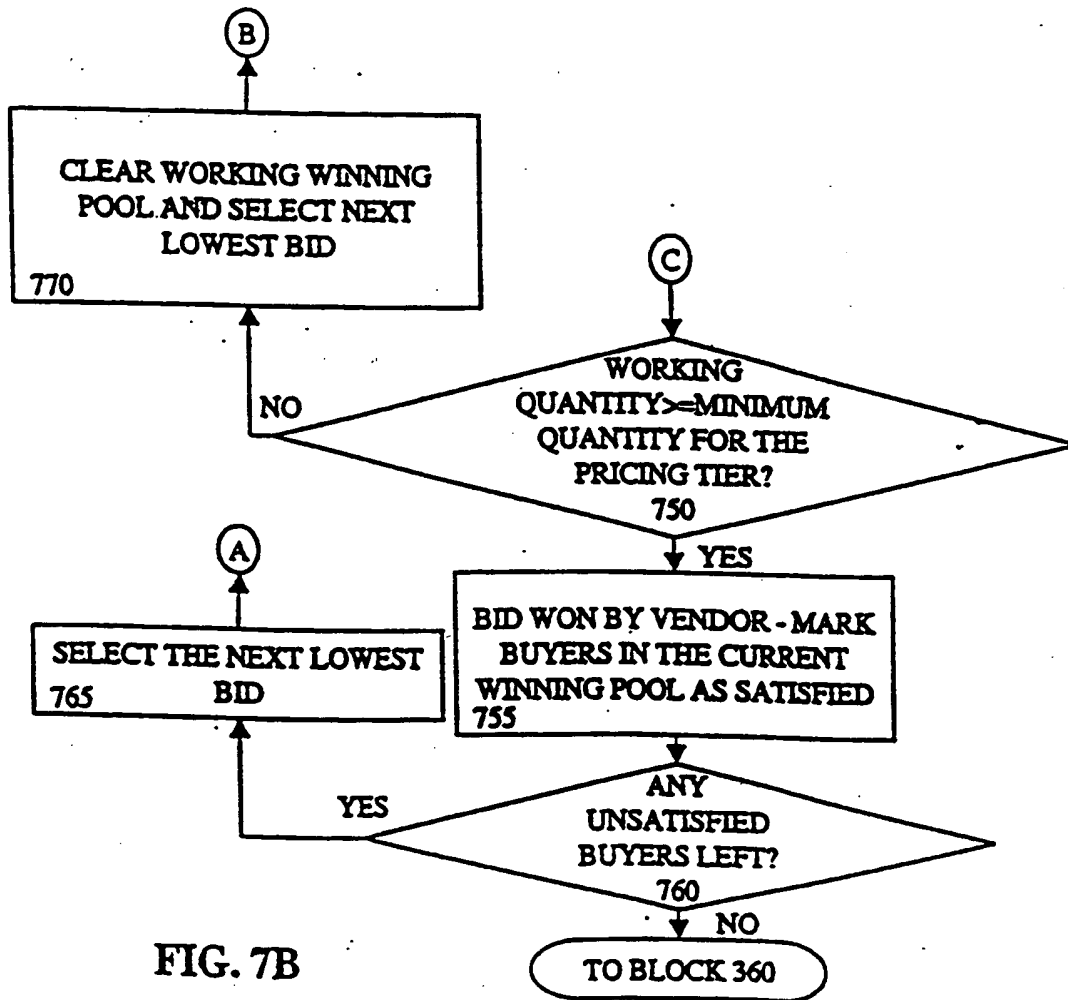 B
CLEAR WORKING WINNING
POOL AND SELECT NEXT
LOWEST BID
770
C
WORKING
QUANTITY>=MINIMUM
QUANTITY FOR THE
PRICING TIER?
750
NO
YES
A
SELECT THE NEXT LOWEST
BID
765
BID WON BY VENDOR - MARK
BUYERS IN THE CURRENT
WINNING POOL AS SATISFIED
755
YES
ANY
UNSATISFIED
BUYERS LEFT?
760
NO
TO BLOCK 360
FIG. 7B